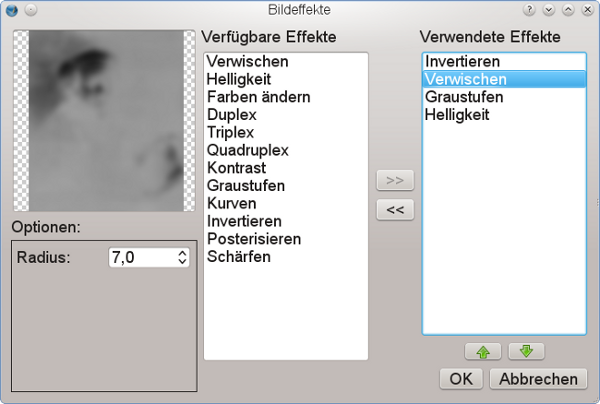 Bildeffekte
Verfügbare Effekte
Verwischen
Helligkeit
Farben ändern
Duplex
Triplex
Quadruplex
Kontrast
Graustufen
Kurven
Invertieren
Posterisieren
Schärfen
>>
<<
Verwendete Effekte
Invertieren
Verwischen
Graustufen
Helligkeit
Optionen:
Radius: 7,0
OK Abbrechen